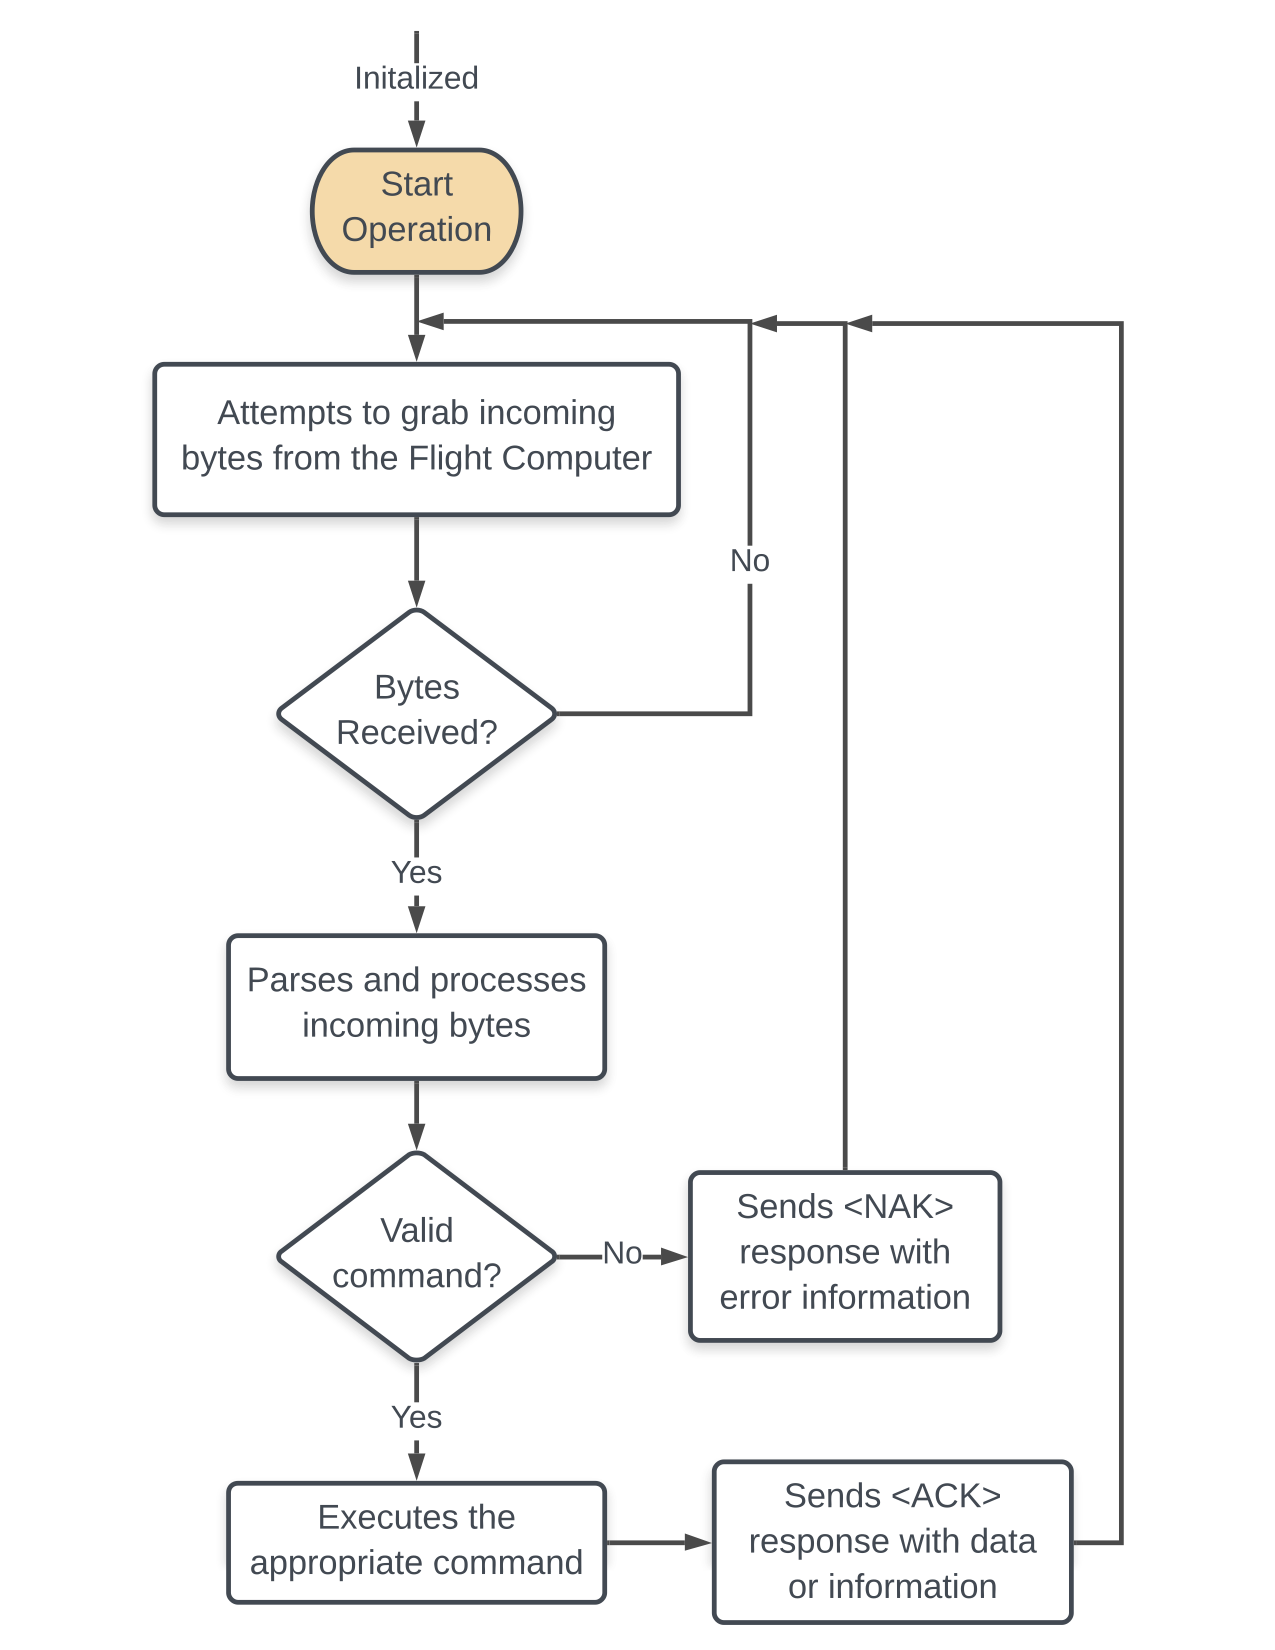 Initalized
Start
Operation
Attempts to grab incoming
bytes from the Flight Computer
No
Bytes
Received?
Yes
Parses and processes
incoming bytes
Valid
command?
No
Sends <NAK>
response with
error information
Yes
Executes the
appropriate command
Sends <ACK>
response with data
or information